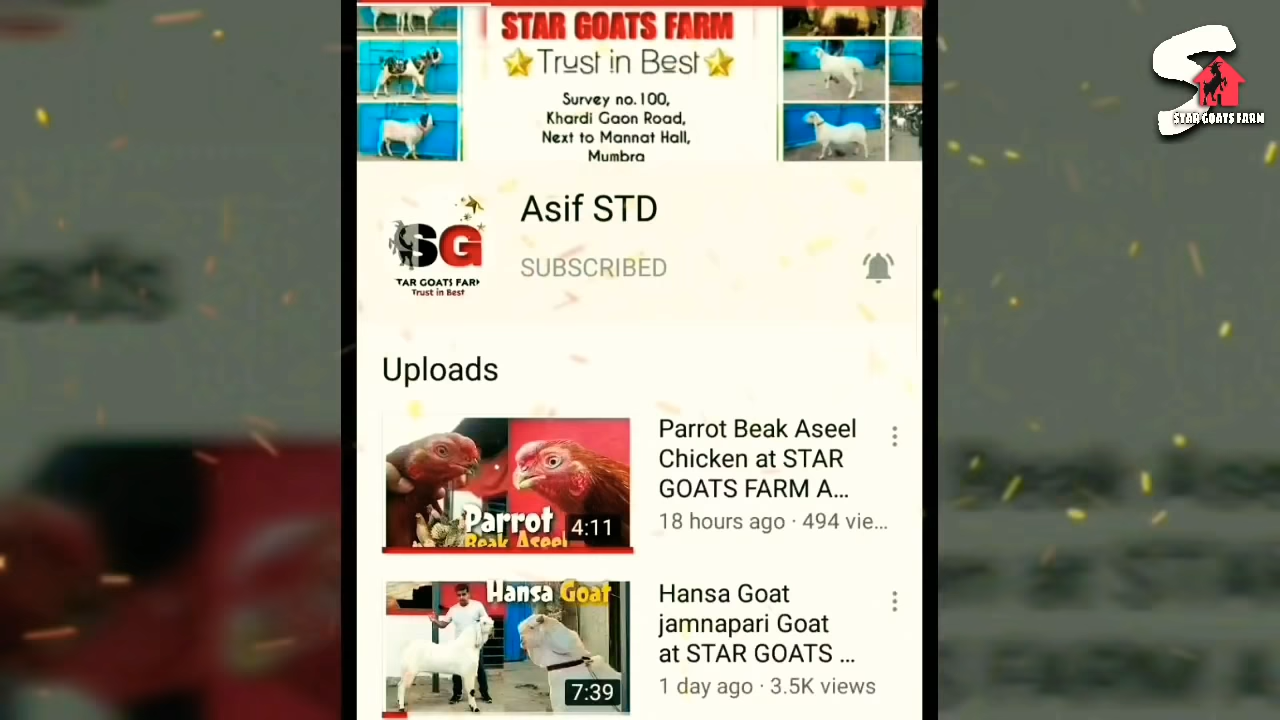 STAR GOATS FARM
Trust in Best
Survey no.100,
Khardi Gaon Road,
Next to Mannat Hall,
Mumbra
S
STAR GOATS FARM
Asif STD
SUBSCRIBED
SG
TAR GOATS FAR
Trust in Best
Uploads
Parrot
Beak Aseel
4:11
Parrot Beak Aseel
Chicken at STAR
GOATS FARM A...
18 hours ago · 494 vie...
Hansa Goat
7:39
Hansa Goat
jamnapari Goat
at STAR GOATS ...
1 day ago · 3.5K views